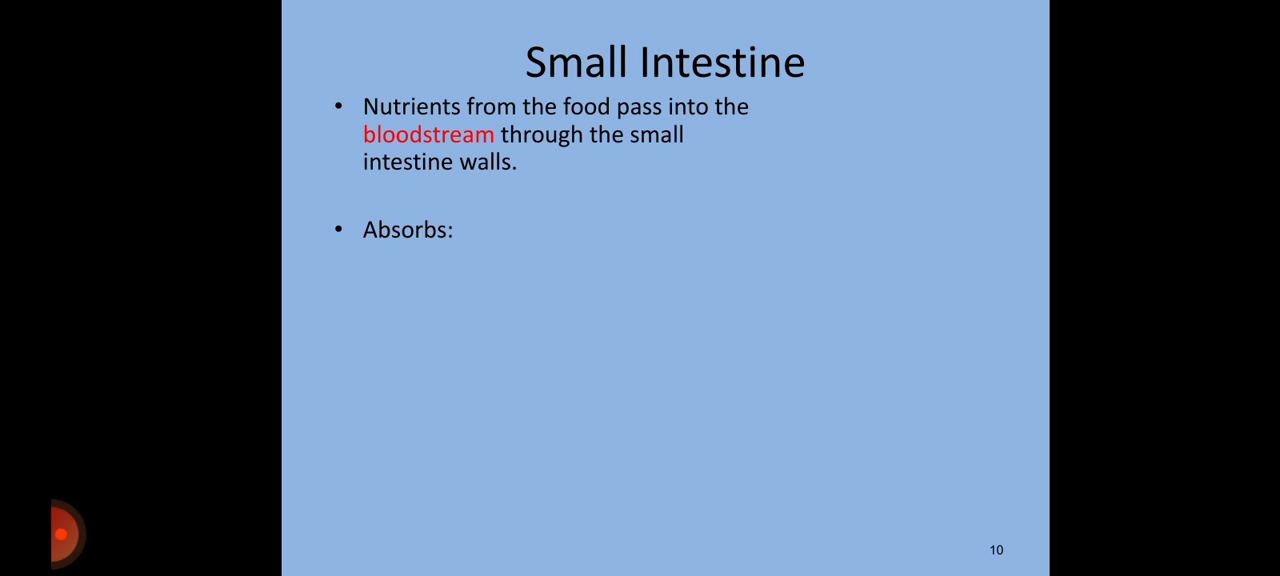 Small Intestine
• Nutrients from the food pass into the
bloodstream through the small
intestine walls.
• Absorbs:
10